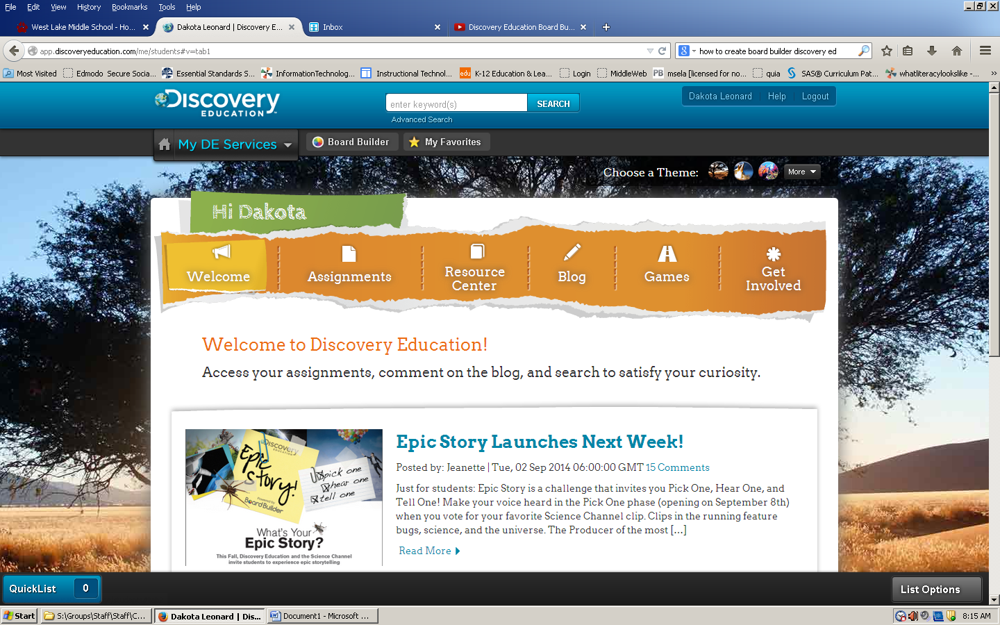 File Edit View History Bookmarks Tools Help
West Lake Middle School - Ho...
Dakota Leonard | Discovery E...
Inbox
Discovery Education Board Bu...
app.discoveryeducation.com/me/students#v=tab1
how to create board builder discovery ed
Most Visited
Edmodo Secure Socia...
Essential Standards S...
InformationTechnolog...
Instructional Technol...
edu K-12 Education & Lea...
Login
MiddleWeb
PB msela [licensed for no...
quia
SAS® Curriculum Pat...
whatliteracylookslike -...
Discovery
EDUCATION™
enter keyword(s)
SEARCH
Advanced Search
Dakota Leonard
Help
Logout
My DE Services
Board Builder
My Favorites
Choose a Theme:
More
Hi Dakota
Welcome
Assignments
Resource
Center
Blog
Games
Get
Involved
Welcome to Discovery Education!
Access your assignments, comment on the blog, and search to satisfy your curiosity.
Discovery
EDUCATION
Epic
Story!
Powered by
Board Builder
pick one
hear one
tell one
What's Your
Epic Story?
This Fall, Discovery Education and the Science Channel
invite students to experience epic storytelling
Epic Story Launches Next Week!
Posted by: Jeanette | Tue, 02 Sep 2014 06:00:00 GMT 15 Comments
Just for students: Epic Story is a challenge that invites you Pick One, Hear One, and
Tell One! Make your voice heard in the Pick One phase (opening on September 8th)
when you vote for your favorite Science Channel clip. Clips in the running feature
bugs, science, and the universe. The Producer of the most [...]
Read More
QuickList 0
List Options
Start
S:\Groups\Staff\Staff\C...
Dakota Leonard | Dis...
Document1 - Microsoft ...
8:15 AM